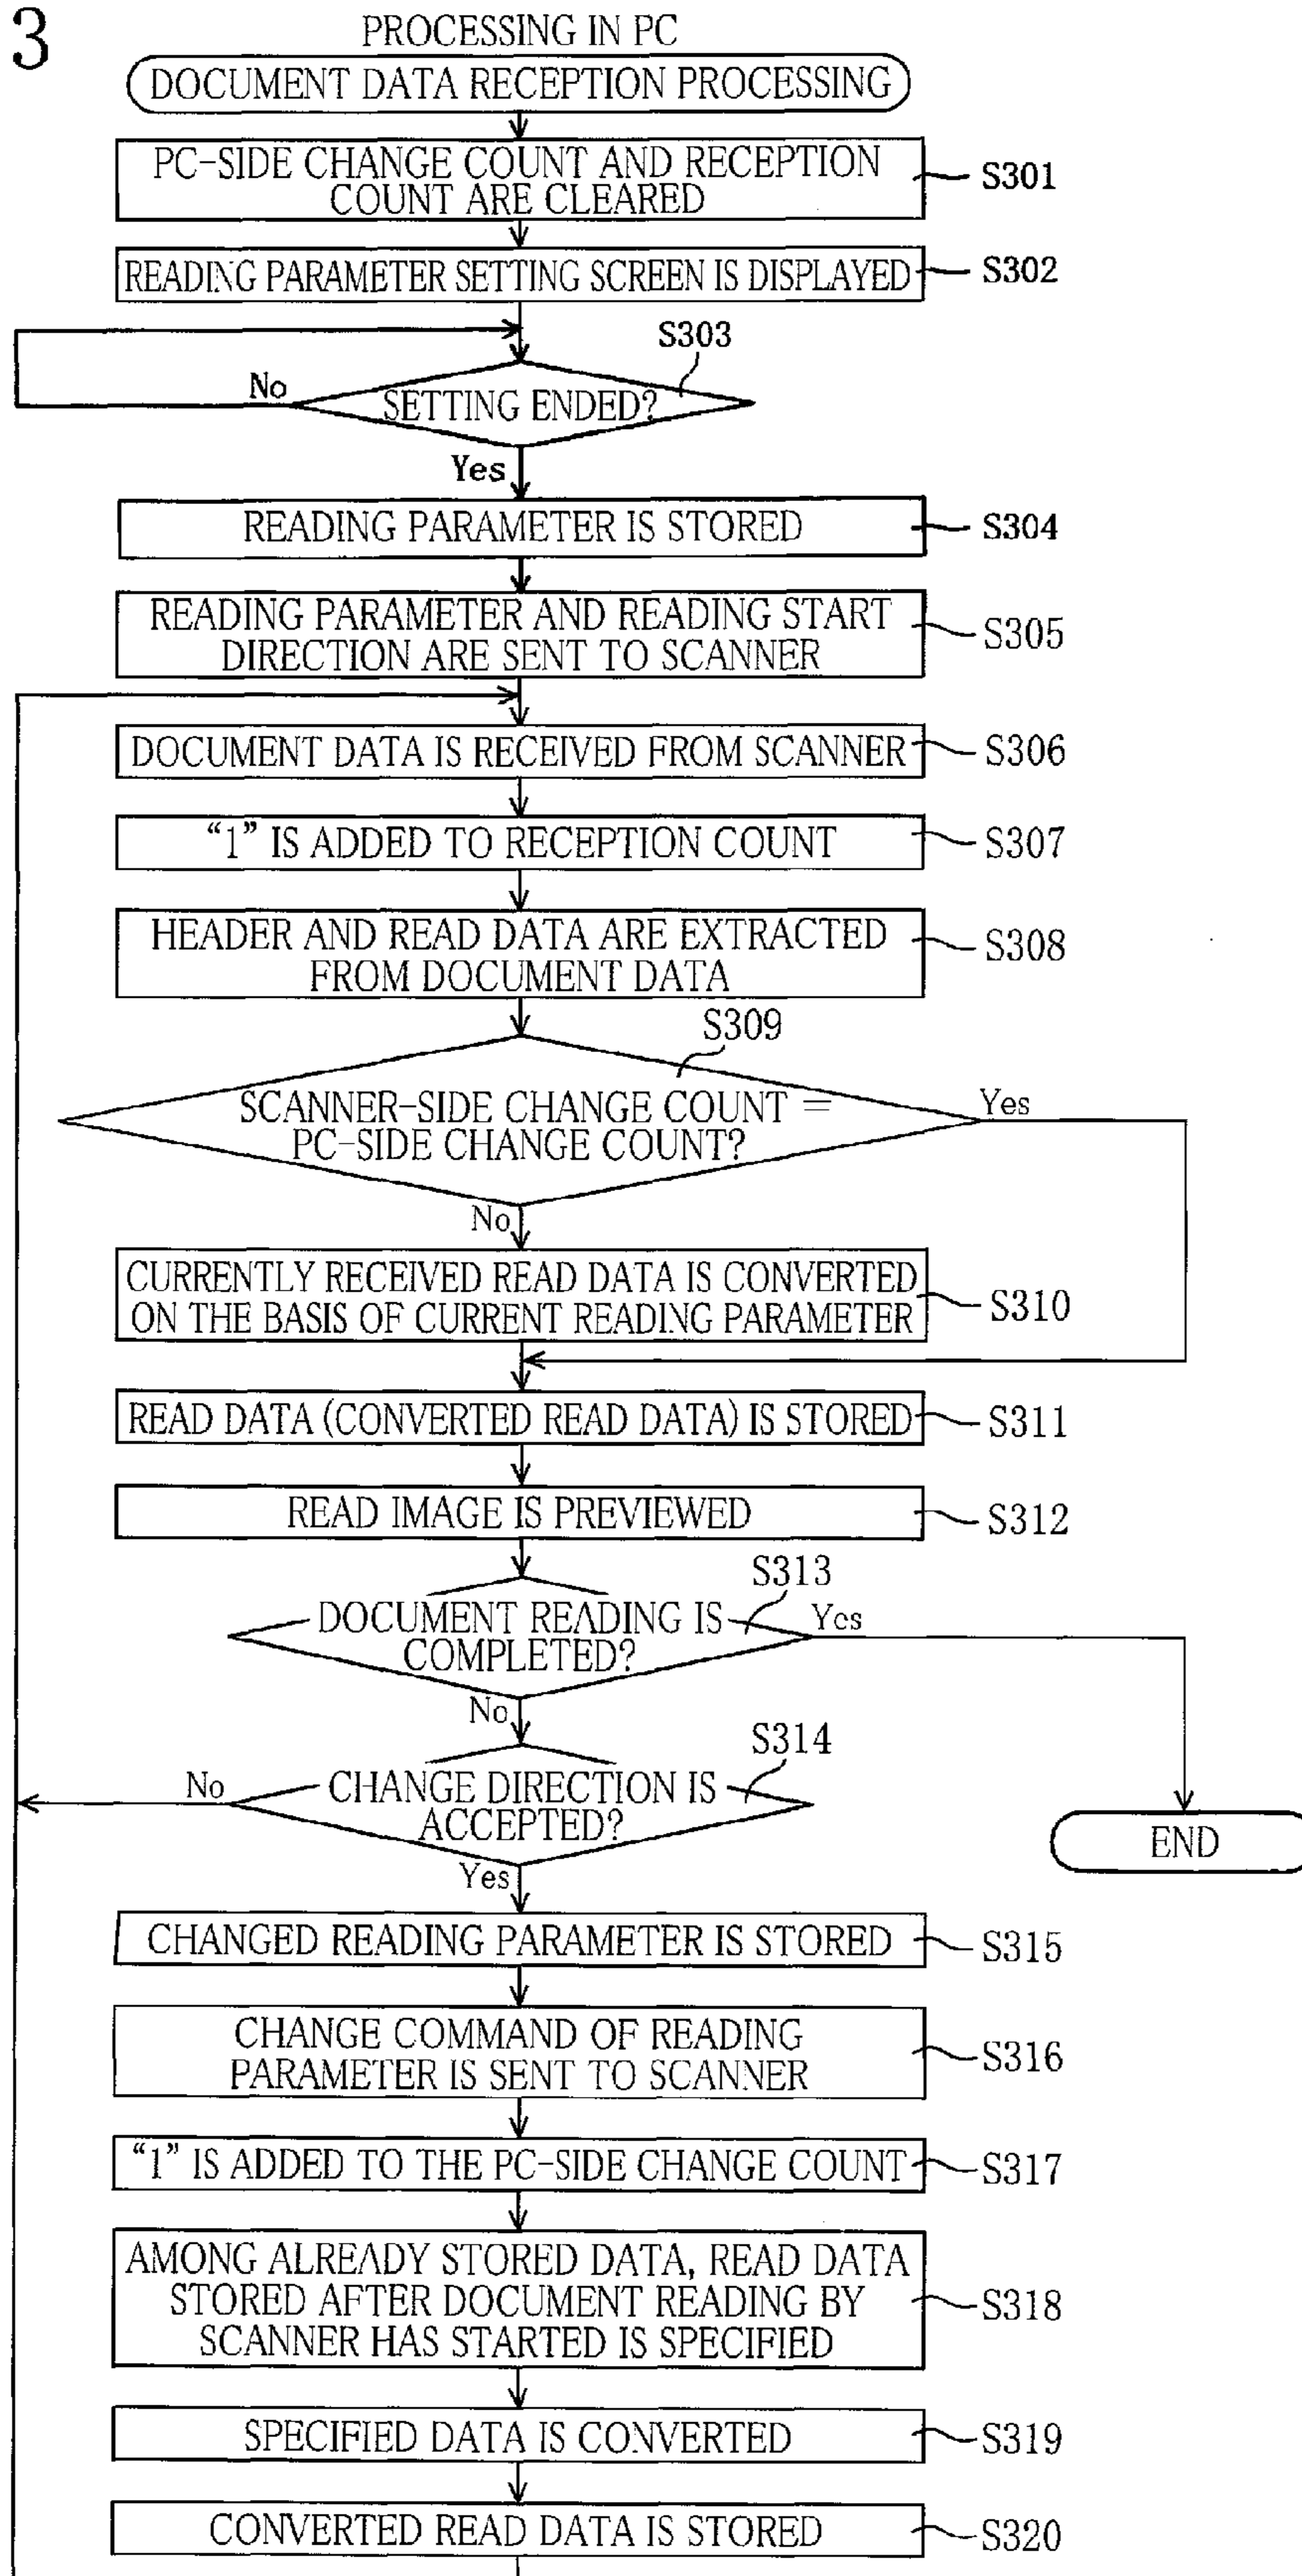 3
PROCESSING IN PC
DOCUMENT DATA RECEPTION PROCESSING
PC-SIDE CHANGE COUNT AND RECEPTION
COUNT ARE CLEARED
S301
READING PARAMETER SETTING SCREEN IS DISPLAYED
S302
S303
No
SETTING ENDED?
Yes
READING PARAMETER IS STORED
S304
READING PARAMETER AND READING START
DIRECTION ARE SENT TO SCANNER
S305
DOCUMENT DATA IS RECEIVED FROM SCANNER
S306
“1” IS ADDED TO RECEPTION COUNT
S307
HEADER AND READ DATA ARE EXTRACTED
FROM DOCUMENT DATA
S308
S309
SCANNER-SIDE CHANGE COUNT =
PC-SIDE CHANGE COUNT?
Yes
No
CURRENTLY RECEIVED READ DATA IS CONVERTED
ON THE BASIS OF CURRENT READING PARAMETER
S310
READ DATA (CONVERTED READ DATA) IS STORED
S311
READ IMAGE IS PREVIEWED
S312
S313
DOCUMENT READING IS
COMPLETED?
Yes
No
S314
No
CHANGE DIRECTION IS
ACCEPTED?
END
Yes
CHANGED READING PARAMETER IS STORED
S315
CHANGE COMMAND OF READING
PARAMETER IS SENT TO SCANNER
S316
“1” IS ADDED TO THE PC-SIDE CHANGE COUNT
S317
AMONG ALREADY STORED DATA, READ DATA
STORED AFTER DOCUMENT READING BY
SCANNER HAS STARTED IS SPECIFIED
S318
SPECIFIED DATA IS CONVERTED
S319
CONVERTED READ DATA IS STORED
S320